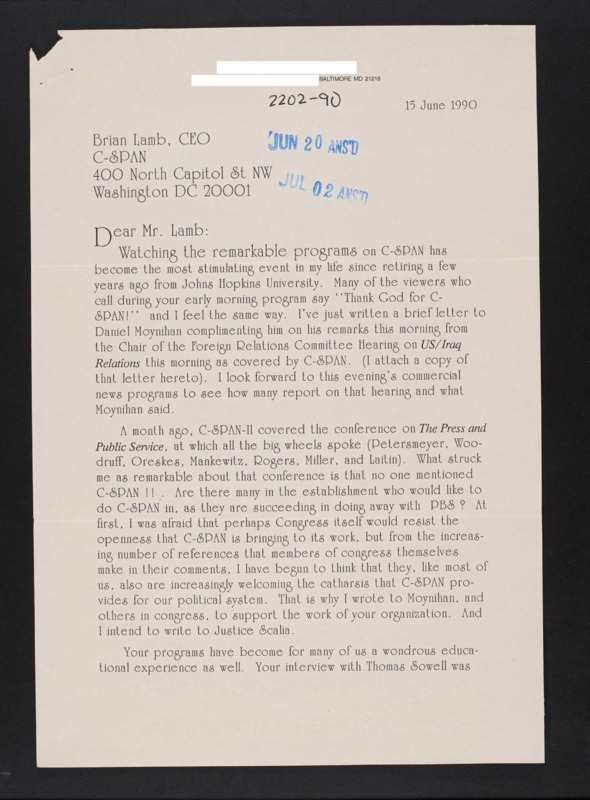 BALTIMORE MD 21218
2202-90
15 June 1990
Brian Lamb, CEO
C-SPAN
400 North Capitol St NW
Washington DC 20001
JUN 20 ANS'D
JUL 02 ANS'D
Dear Mr. Lamb:
Watching the remarkable programs on C-SPAN has
become the most stimulating event in my life since retiring a few
years ago from Johns Hopkins University. Many of the viewers who
call during your early morning program say "Thank God for C-
SPAN!" and I feel the same way. I've just written a brief letter to
Daniel Moynihan complimenting him on his remarks this morning from
the Chair of the Foreign Relations Committee Hearing on US/Iraq
Relations this morning as covered by C-SPAN. (I attach a copy of
that letter hereto). I look forward to this evening's commercial
news programs to see how many report on that hearing and what
Moynihan said.
A month ago, C-SPAN-II covered the conference on The Press and
Public Service, at which all the big wheels spoke (Petersmeyer, Woo-
druff, Oreskes, Mankewitz, Rogers, Miller, and Laitin). What struck
me as remarkable about that conference is that no one mentioned
C-SPAN !! . Are there many in the establishment who would like to
do C-SPAN in, as they are succeeding in doing away with PBS ? At
first, I was afraid that perhaps Congress itself would resist the
openness that C-SPAN is bringing to its work, but from the increas-
ing number of references that members of congress themselves
make in their comments, I have begun to think that they, like most of
us, also are increasingly welcoming the catharsis that C-SPAN pro-
vides for our political system. That is why I wrote to Moynihan, and
others in congress, to support the work of your organization. And
I intend to write to Justice Scalia.
Your programs have become for many of us a wondrous educa-
tional experience as well. Your interview with Thomas Sowell was